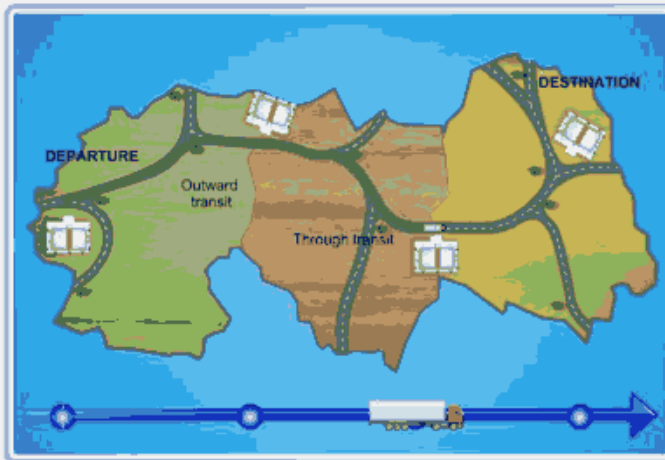 DESTINATION
DEPARTURE
Outward
transit
Through transit